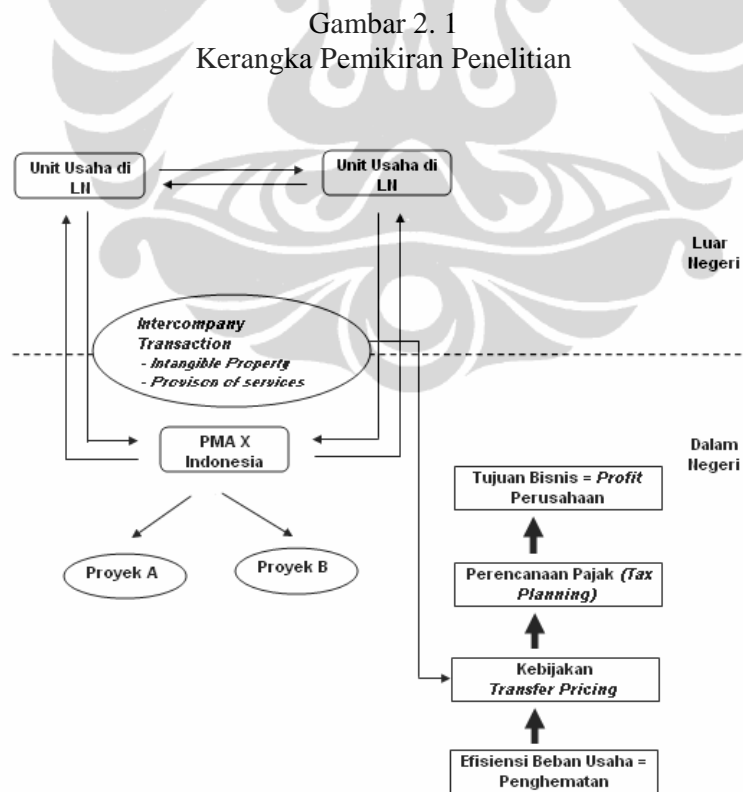 Gambar 2. 1
Kerangka Pemikiran Penelitian
Unit Usaha di
LN
Unit Usaha di
LN
Luar
Negeri
Intercompany
Transaction
- Intangible Property
- Provison of services
PMA X
Indonesia
Dalam
Negeri
Tujuan Bisnis = Profit
Perusahaan
Proyek A
Proyek B
Perencanaan Pajak (Tax
Planning)
Kebijakan
Transfer Pricing
Efisiensi Beban Usaha =
Penghematan